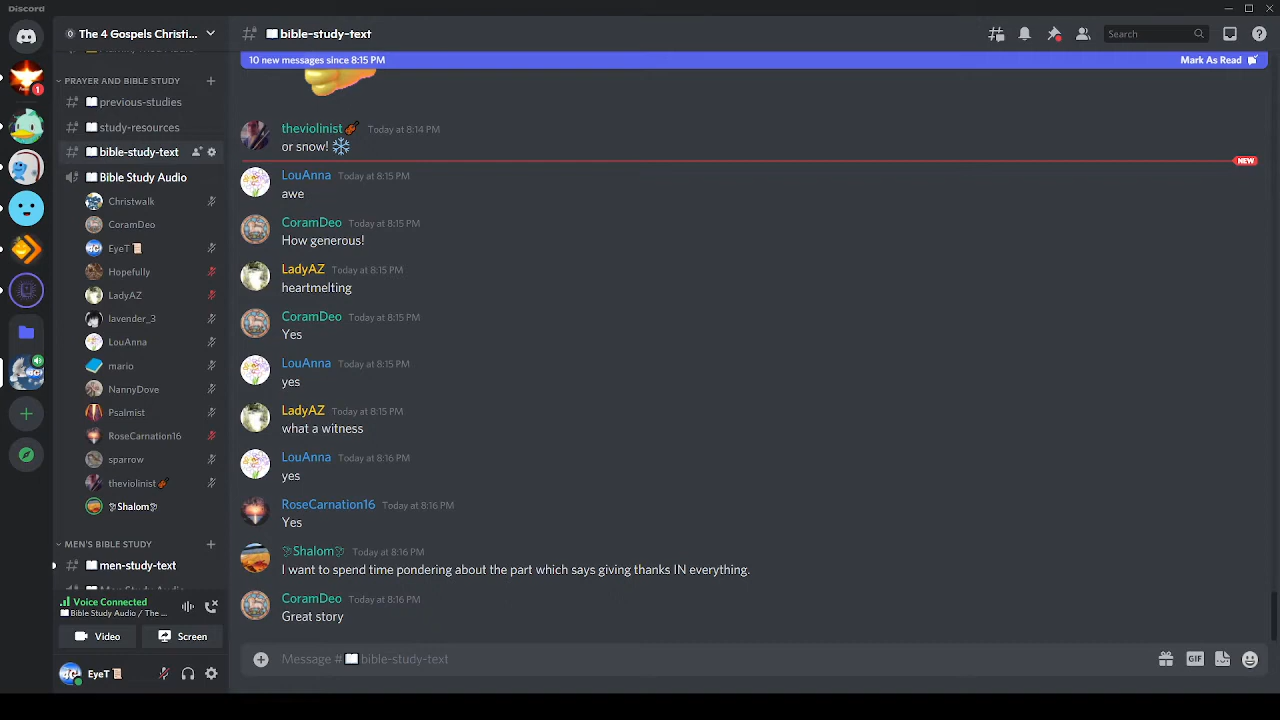 Discord
The 4 Gospels Christi...
bible-study-text
Search
10 new messages since 8:15 PM
Mark As Read
1
PRAYER AND BIBLE STUDY
previous-studies
study-resources
bible-study-text
Bible Study Audio
Christwalk
CoramDeo
EyeT
Hopefully
LadyAZ
lavender_3
LouAnna
mario
NannyDove
Psalmist
RoseCarnation16
sparrow
theviolinist
Shalom
MEN'S BIBLE STUDY
men-study-text
Voice Connected
Bible Study Audio / The ...
Video
Screen
EyeT
theviolinist Today at 8:14 PM
or snow!
NEW
LouAnna Today at 8:15 PM
awe
CoramDeo Today at 8:15 PM
How generous!
LadyAZ Today at 8:15 PM
heartmelting
CoramDeo Today at 8:15 PM
Yes
LouAnna Today at 8:15 PM
yes
LadyAZ Today at 8:15 PM
what a witness
LouAnna Today at 8:16 PM
yes
RoseCarnation16 Today at 8:16 PM
Yes
Shalom Today at 8:16 PM
I want to spend time pondering about the part which says giving thanks IN everything.
CoramDeo Today at 8:16 PM
Great story
Message # bible-study-text
GIF